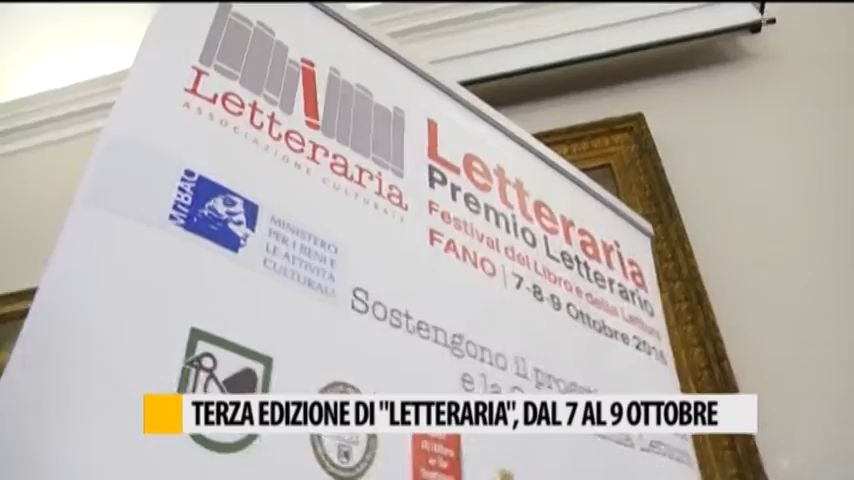 Letteraria
ASSOCIAZIONE CULTURALE
Letteraria
Premio Letterario
Festival del Libro e della Lettura
FANO | 7-8-9 Ottobre 2016
MiBAC
MINISTERO
PER I BENI E
LE ATTIVITÀ
CULTURALI
Sostengono il
e la
TERZA EDIZIONE DI "LETTERARIA", DAL 7 AL 9 OTTOBRE